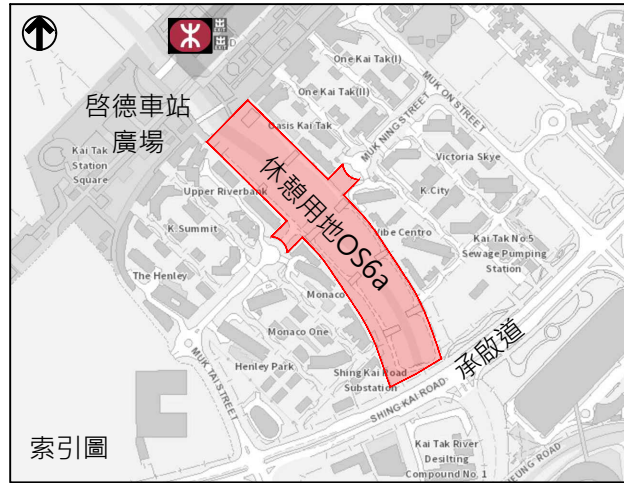 出
出
D
One Kai Tak(I)
啓德車站
廣場
One Kai Tak(II)
MUK ON STREET
Oasis Kai Tak
MUK NING STREET
Kai Tak
Station
Square
Victoria Skye
休憩用地OS6a
Upper Riverbank
K.City
K.Summit
Vibe Centro
Kai Tak No.5
Sewage Pumping
Station
The Henley
Monaco
Monaco One
MUK TAI STREET
Henley Park
Shing Kai Road
Substation
承啟道
SHING KAI ROAD
索引圖
Kai Tak River
Desilting
Compound No. 1
EUNG ROAD